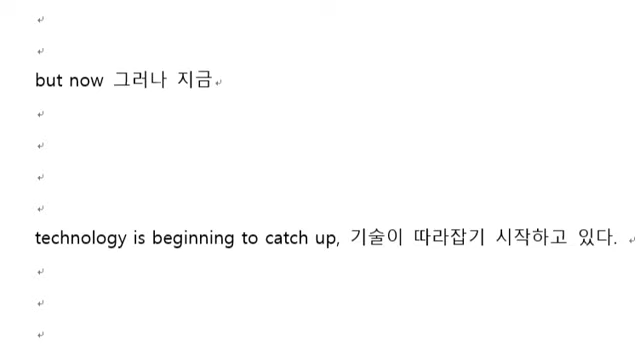 but now 그러나 지금
technology is beginning to catch up, 기술이 따라잡기 시작하고 있다.